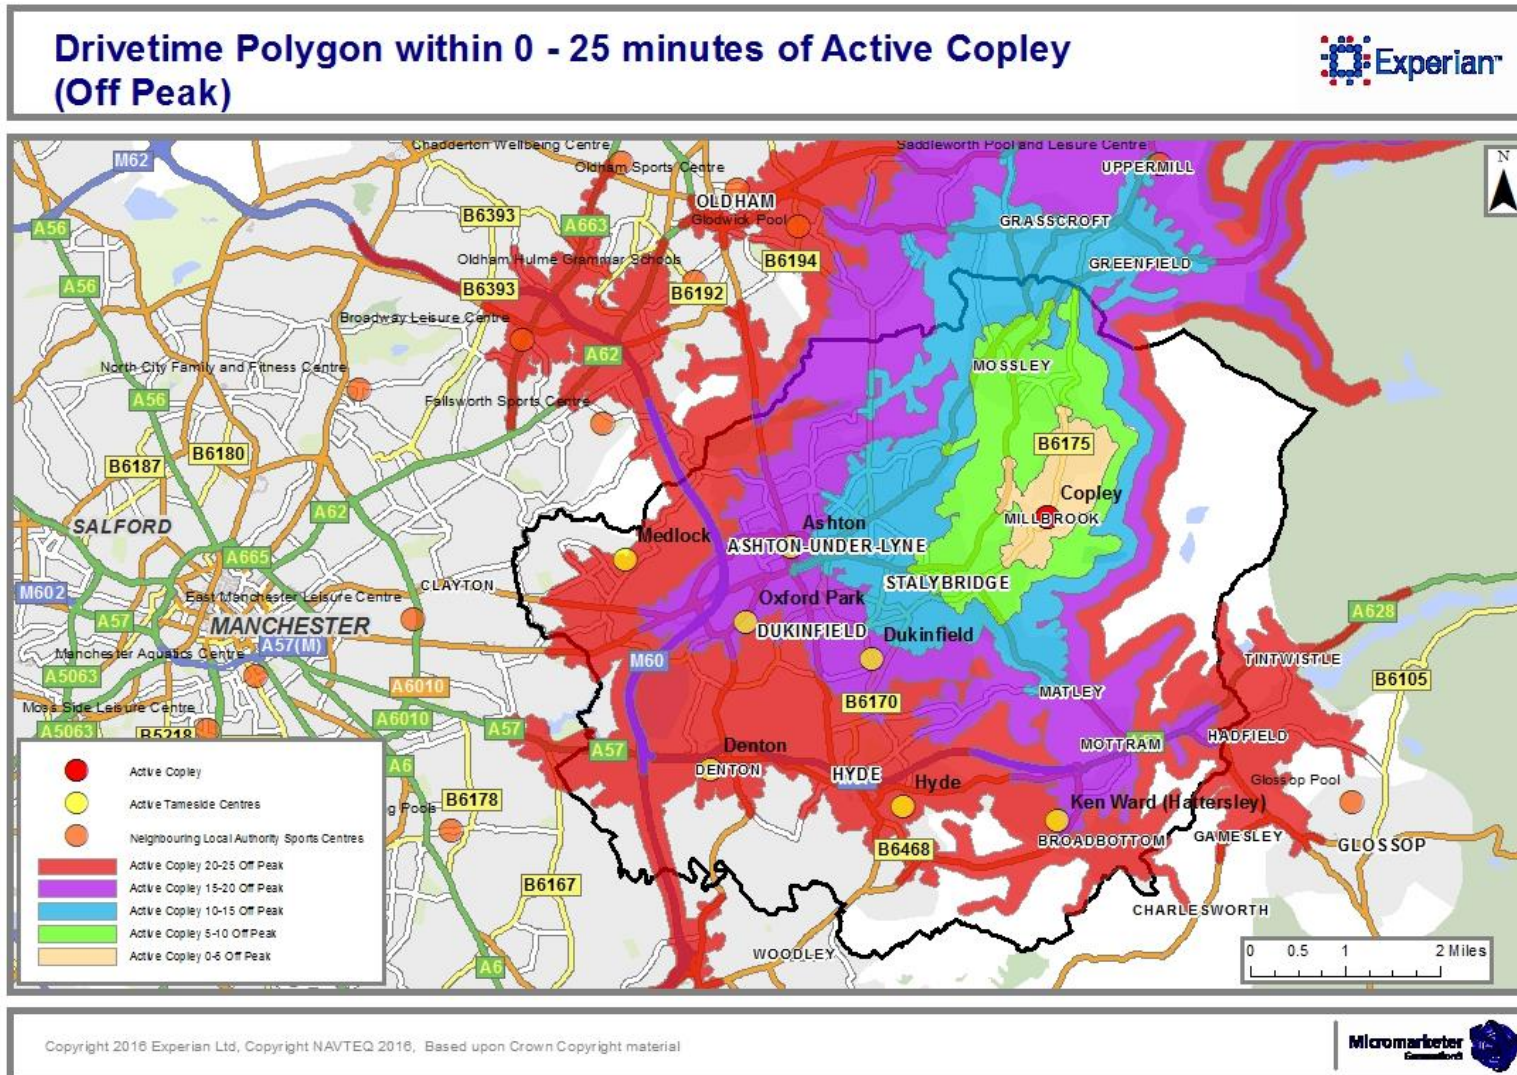 Drivetime Polygon within 0 - 25 minutes of Active Copley
(Off Peak)
Experian™
M62
Chadderton Wellbeing Centre
Saddleworth Pool and Leisure Centre
N
Oldham Sports Centre
UPPERMILL
OLDHAM
B6393
A56
A663
Glodwick Pool
GRASSCROFT
Oldham Hulme Grammar Schools
B6194
GREENFIELD
A56
B6393
B6192
Broadway Leisure Centre
A62
North City Family and Fitness Centre
MOSSLEY
A56
Failsworth Sports Centre
B6187
B6180
B6175
Copley
A62
SALFORD
MILLBROOK
Ashton
Medlock
ASHTON-UNDER-LYNE
A665
STALYBRIDGE
CLAYTON
M602
East Manchester Leisure Centre
Oxford Park
A628
A57
MANCHESTER
DUKINFIELD
Dukinfield
A57(M)
Manchester Aquatics Centre
M60
TINTWISTLE
A5063
A6010
B6105
MATLEY
Moss Side Leisure Centre
B6170
A6010
A5063
B5218
A57
HADFIELD
MOTTRAM
A57
Denton
DENTON
HYDE
Hyde
Glossop Pool
A6
B6178
g Pools
Ken Ward (Hattersley)
BROADBOTTOM
GAMESLEY
GLOSSOP
B6468
B6167
CHARLESWORTH
WOODLEY
A6
Active Copley
Active Tameside Centres
Neighbouring Local Authority Sports Centres
Active Copley 20-25 Off Peak
Active Copley 15-20 Off Peak
Active Copley 10-15 Off Peak
Active Copley 5-10 Off Peak
Active Copley 0-5 Off Peak
0 0.5 1 2 Miles
Copyright 2016 Experian Ltd, Copyright NAVTEQ 2016, Based upon Crown Copyright material
Micromarketer
Generation3